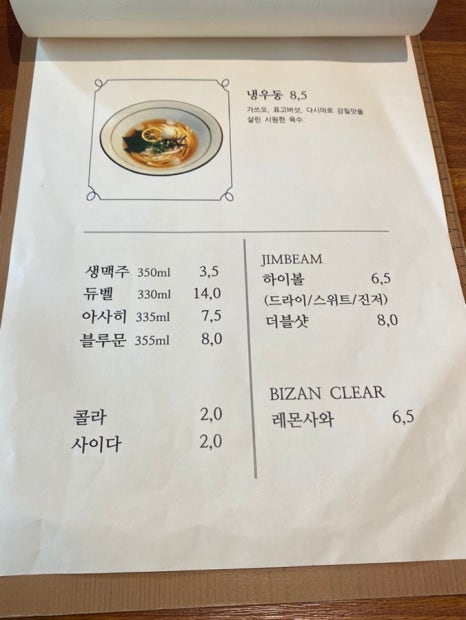 냉우동 8,5
가쓰오, 표고버섯, 다시마로 감칠맛을
살린 시원한 육수.
생맥주 350ml 3,5
듀벨 330ml 14,0
아사히 335ml 7,5
블루문 355ml 8,0
콜라 2,0
사이다 2,0
JIMBEAM
하이볼 6,5
(드라이/스위트/진저)
더블샷 8,0
BIZAN CLEAR
레몬사와 6,5